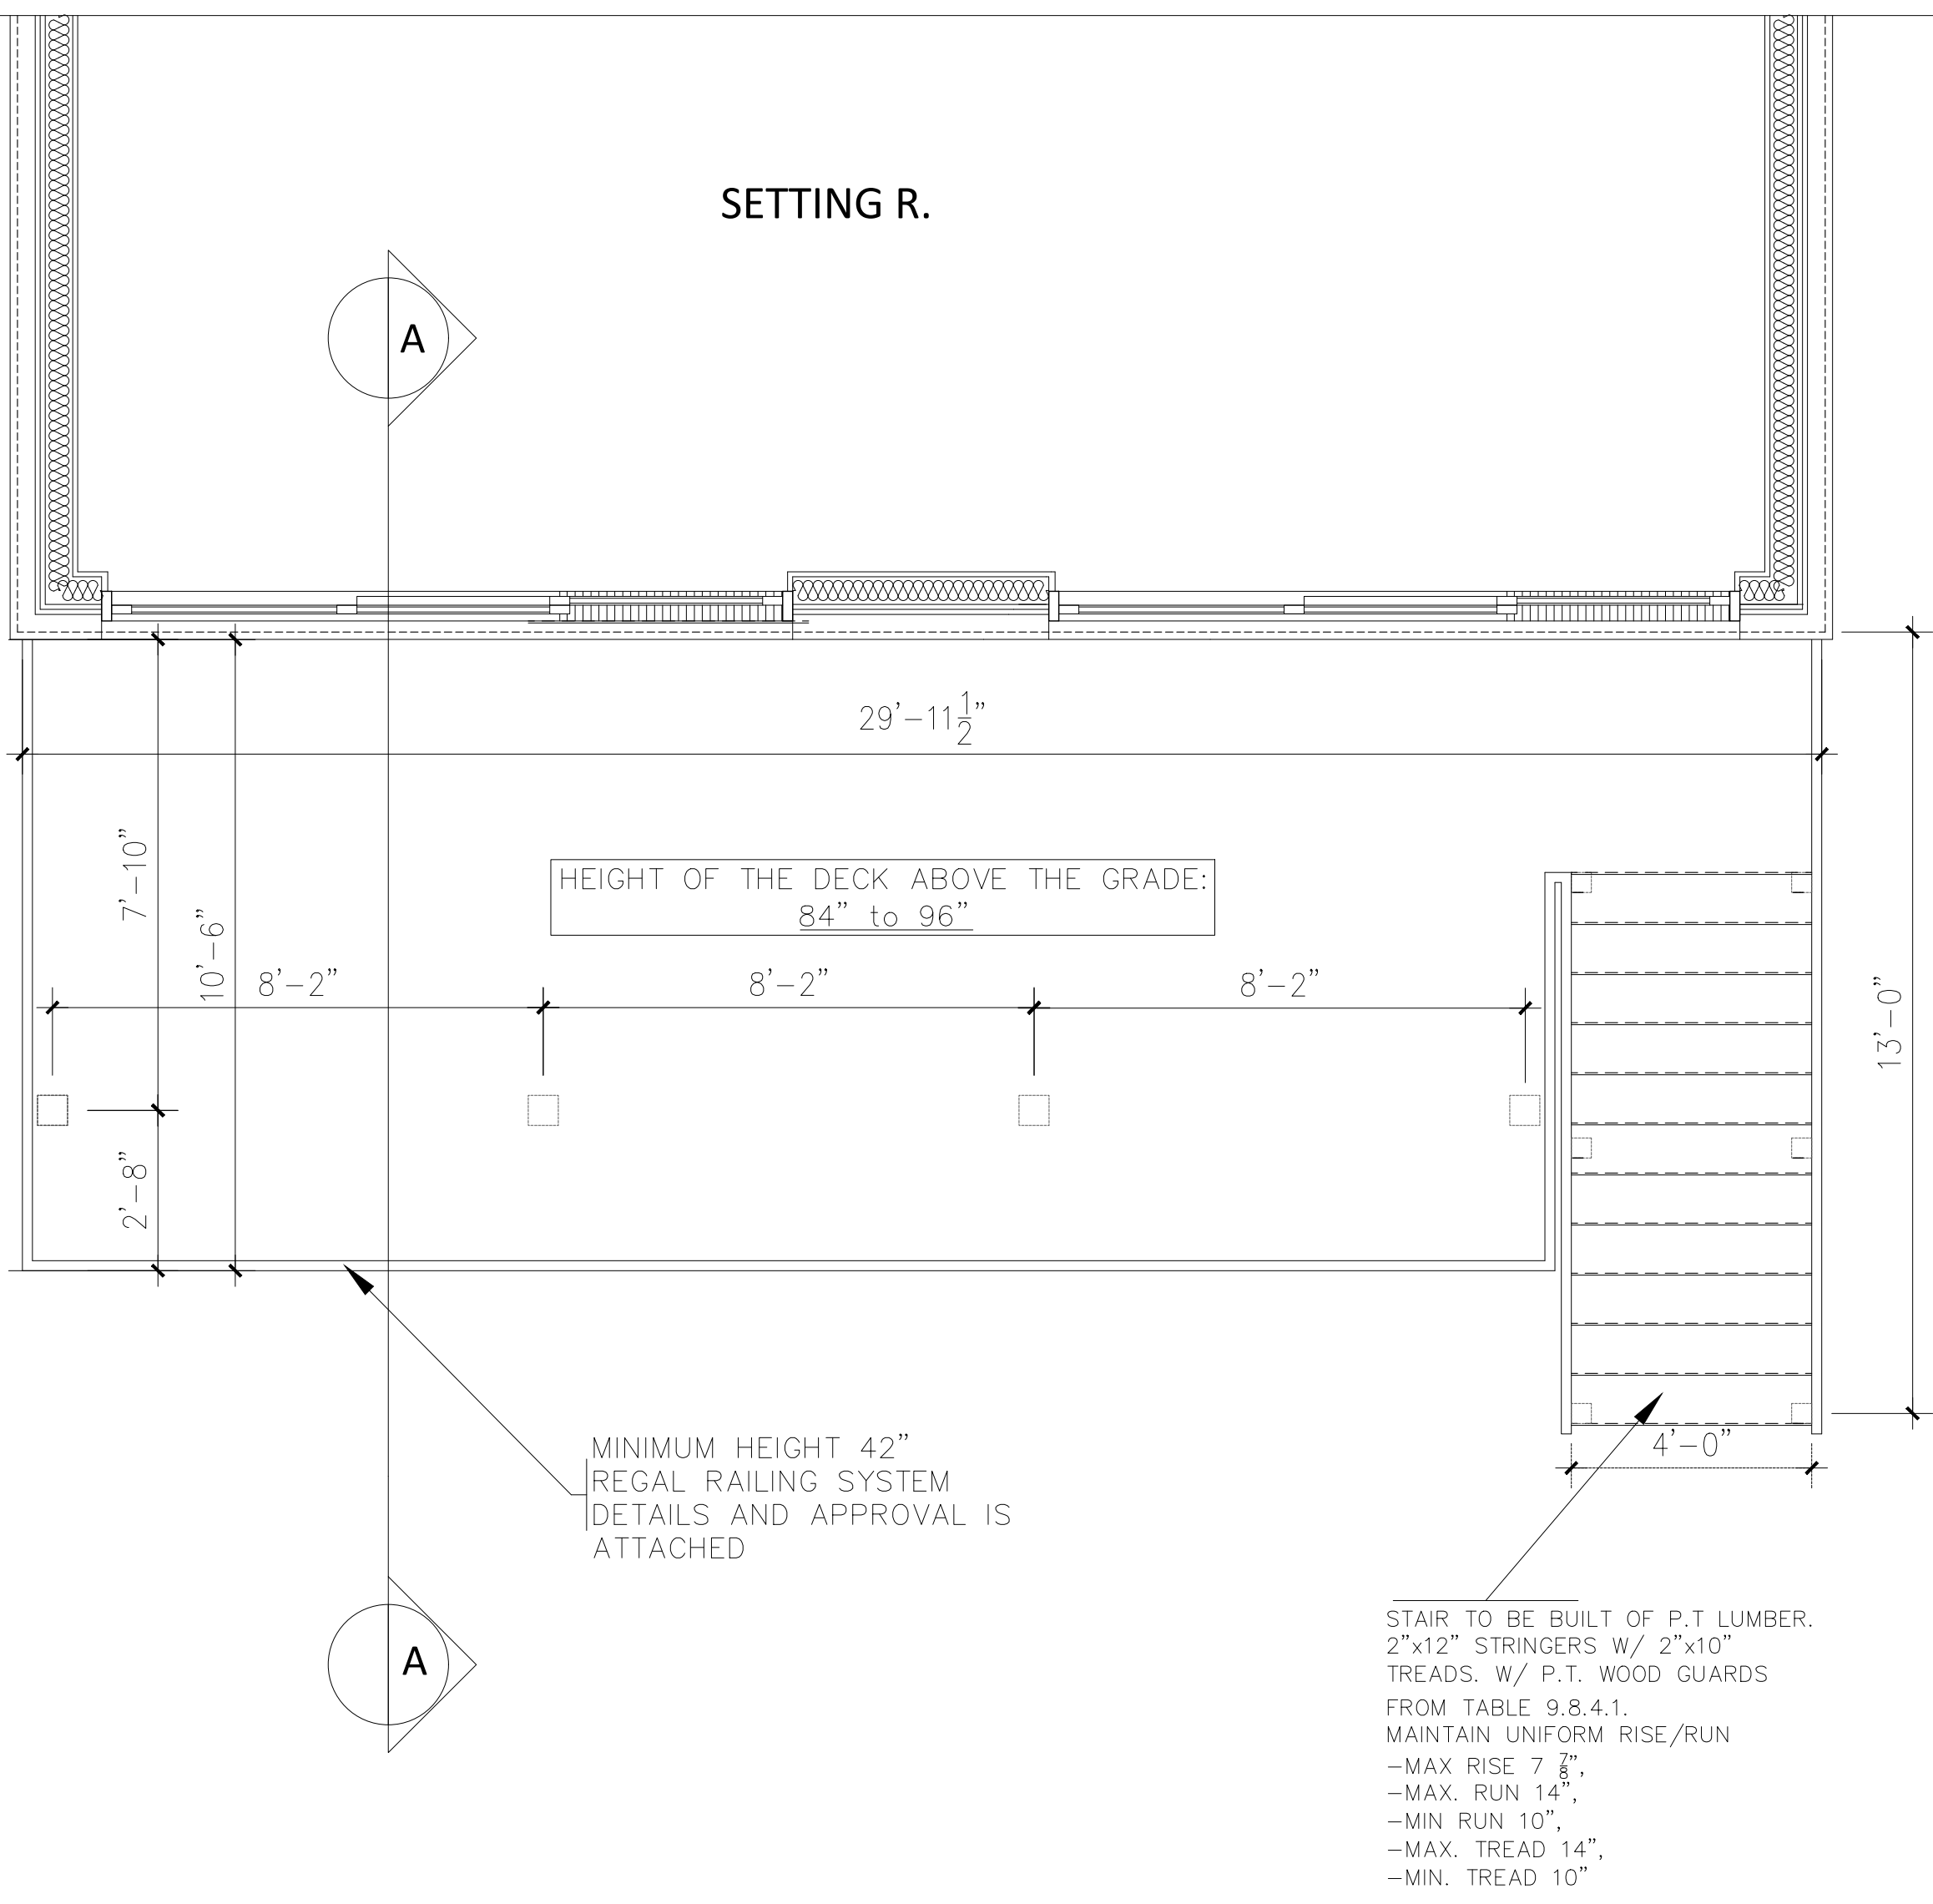 SETTING R.
A
29'-11 1/2"
7'-10"
10'-6"
HEIGHT OF THE DECK ABOVE THE GRADE:
84" to 96"
8'-2"
8'-2"
8'-2"
13'-0"
2'-8"
4'-0"
MINIMUM HEIGHT 42"
REGAL RAILING SYSTEM
DETAILS AND APPROVAL IS
ATTACHED
A
STAIR TO BE BUILT OF P.T LUMBER.
2"x12" STRINGERS W/ 2"x10"
TREADS. W/ P.T. WOOD GUARDS
FROM TABLE 9.8.4.1.
MAINTAIN UNIFORM RISE/RUN
-MAX RISE 7 7/8",
-MAX. RUN 14",
-MIN RUN 10",
-MAX. TREAD 14",
-MIN. TREAD 10"